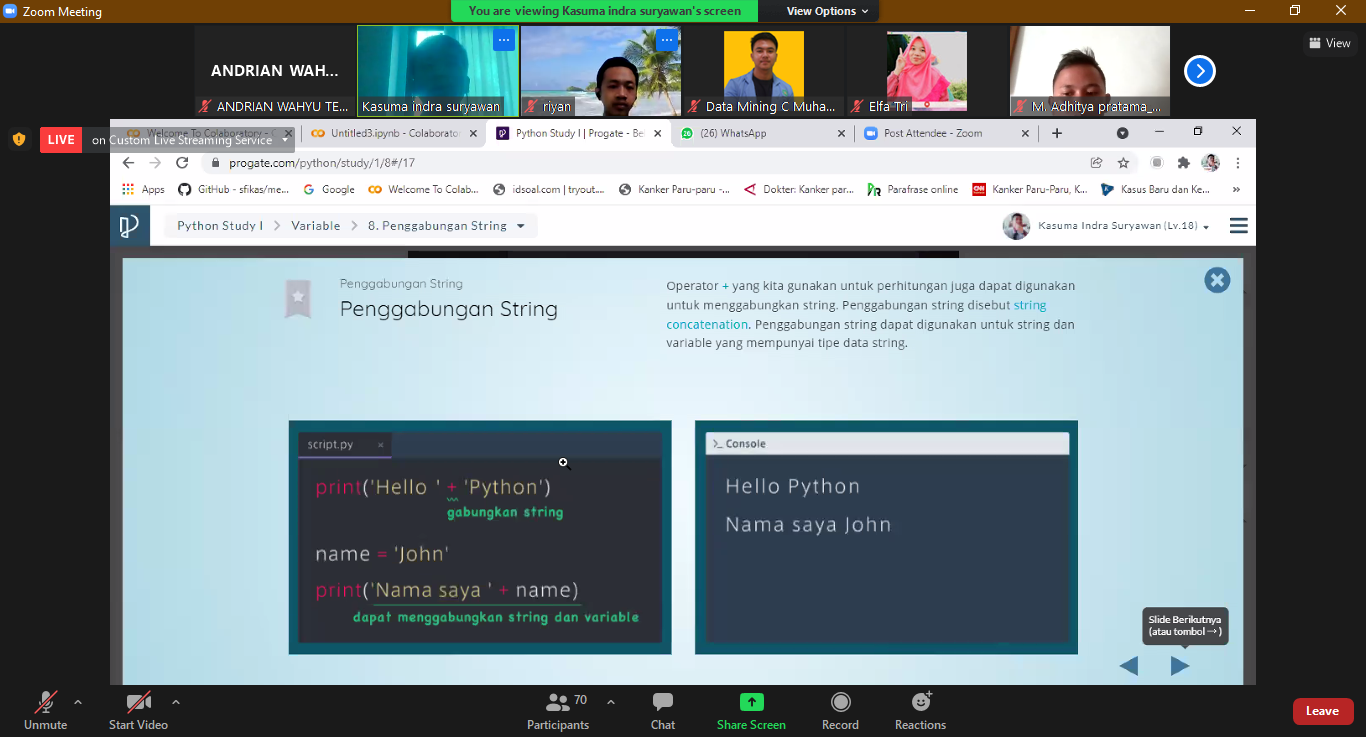 Zoom Meeting
You are viewing Kasuma indra suryawan's screen
View Options
View
ANDRIAN WAH...
ANDRIAN WAHYU TE...
Kasuma indra suryawan
riyan
Data Mining C Muha...
Elfa Tri
M. Adhitya pratama_...
LIVE
on Custom Live Streaming Service
Welcome To Colaboratory - C
Untitled3.ipynb - Colaborato
Python Study I | Progate - Be
(26) WhatsApp
Post Attendee - Zoom
progate.com/python/study/1/8#/17
Apps
GitHub - sfikas/me...
Google
Welcome To Colab...
idsoal.com | tryout....
Kanker Paru-paru -...
Dokter: Kanker par...
Parafrase online
CNN
Kanker Paru-Paru, K...
Kasus Baru dan Ke...
»
Python Study I
Variable
8. Penggabungan String
Kasuma Indra Suryawan (Lv.18)
Penggabungan String
Penggabungan String
Operator + yang kita gunakan untuk perhitungan juga dapat digunakan
untuk menggabungkan string. Penggabungan string disebut string
concatenation. Penggabungan string dapat digunakan untuk string dan
variable yang mempunyai tipe data string.
script.py ×
print('Hello ' + 'Python')
gabungkan string
name = 'John'
print('Nama saya ' + name)
dapat menggabungkan string dan variable
>_ Console
Hello Python
Nama saya John
Slide Berikutnya
(atau tombol →)
Unmute
Start Video
Participants
70
Chat
Share Screen
Record
Reactions
Leave